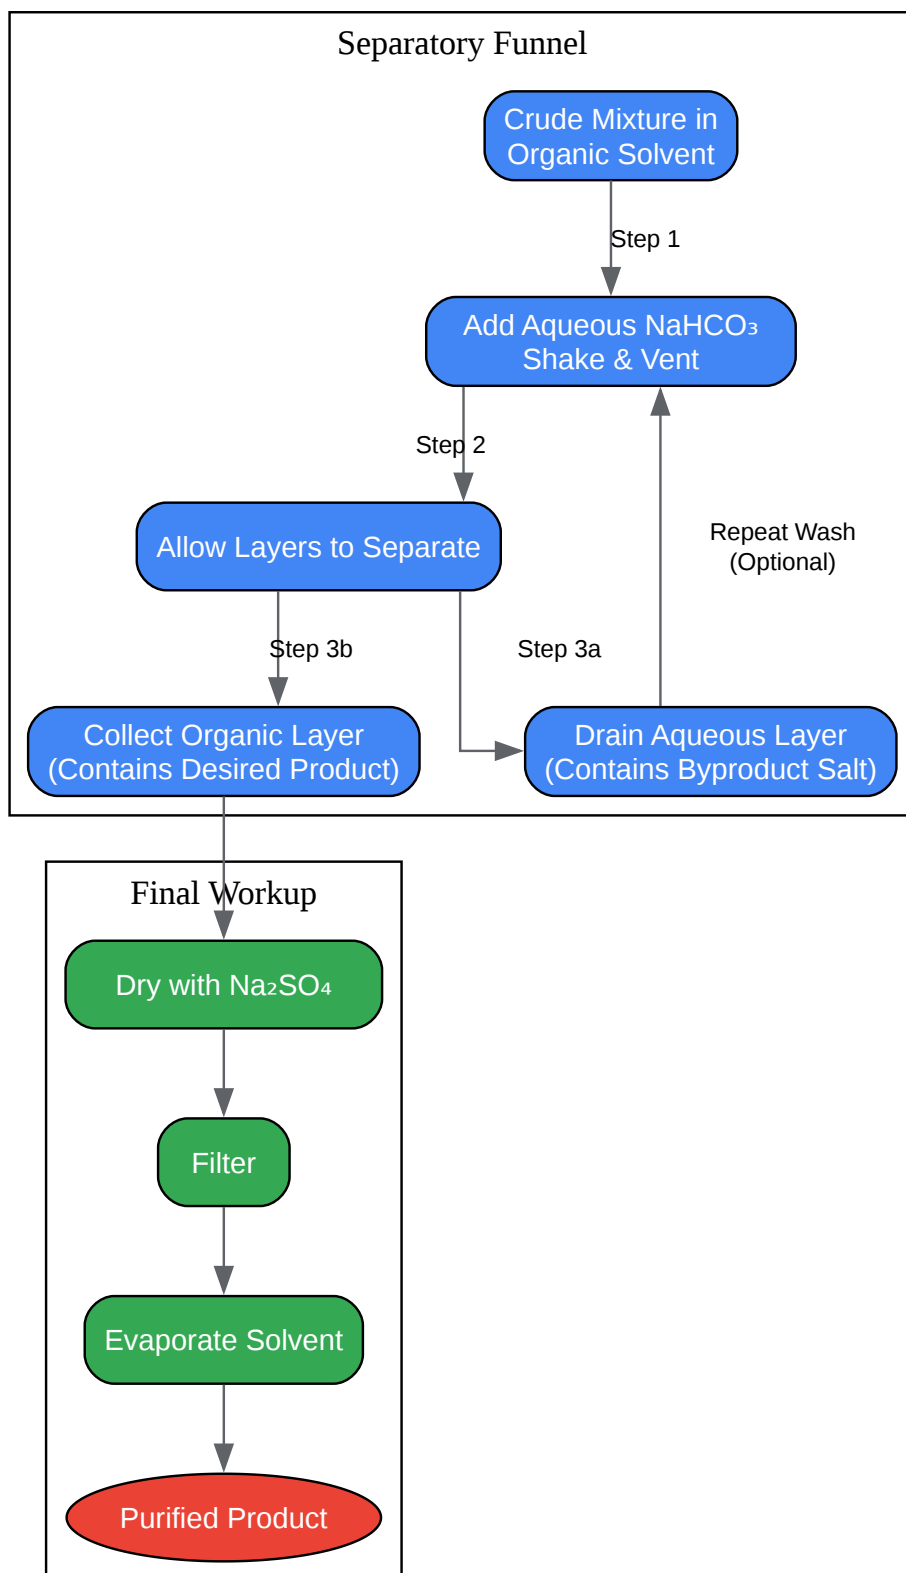 Separatory Funnel
Crude Mixture in
Organic Solvent
Step 1
Add Aqueous NaHCO₃
Shake & Vent
Step 2
Repeat Wash
(Optional)
Allow Layers to Separate
Step 3b
Step 3a
Collect Organic Layer
(Contains Desired Product)
Drain Aqueous Layer
(Contains Byproduct Salt)
Final Workup
Dry with Na₂SO₄
Filter
Evaporate Solvent
Purified Product